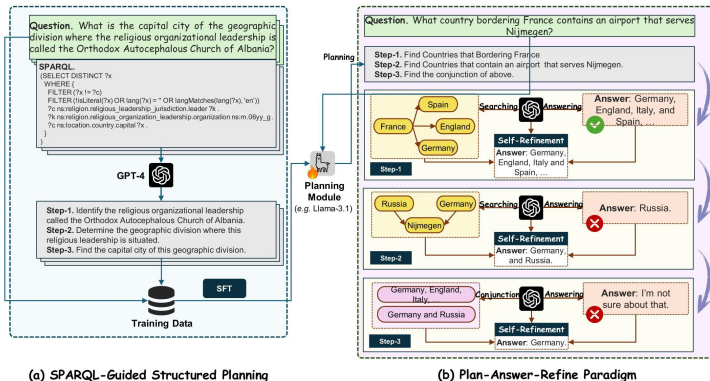 Question. What is the capital city of the geographic
division where the religious organizational leadership is
called the Orthodox Autocephalous Church of Albania?
SPARQL.
(SELECT DISTINCT ?x
WHERE {
FILTER (?x != ?c)
FILTER (!isLiteral(?x) OR lang(?x) = '' OR langMatches(lang(?x), 'en'))
?c ns:religion.religious_leadership_jurisdiction.leader ?k .
?k ns:religion.religious_organization_leadership.organization ns:m.06yy_g .
?c ns:location.country.capital ?x .
}
)
GPT-4
Step-1. Identify the religious organizational leadership
called the Orthodox Autocephalous Church of Albania.
Step-2. Determine the geographic division where this
religious leadership is situated.
Step-3. Find the capital city of this geographic division.
SFT
Training Data
(a) SPARQL-Guided Structured Planning
Planning
Module
(e.g. Llama-3.1)
Planning
Question. What country bordering France contains an airport that serves
Nijmegen?
Step-1. Find Countries that Bordering France
Step-2. Find Countries that contain an airport that serves Nijmegen.
Step-3. Find the conjunction of above.
Spain
France
England
Germany
Searching
Answering
Answer: Germany,
England, Italy, and
Spain, ...
Self-Refinement
Answer: Germany,
England, Italy and
Spain, ...
Step-1
Russia
Germany
Nijmegen
Searching
Answering
Answer: Russia.
Self-Refinement
Answer: Germany,
and Russia.
Step-2
Germany, England,
Italy, ...
Germany and Russia
Conjunction
Answering
Answer: I'm not
sure about that.
Self-Refinement
Answer: Germany.
Step-3
(b) Plan-Answer-Refine Paradigm